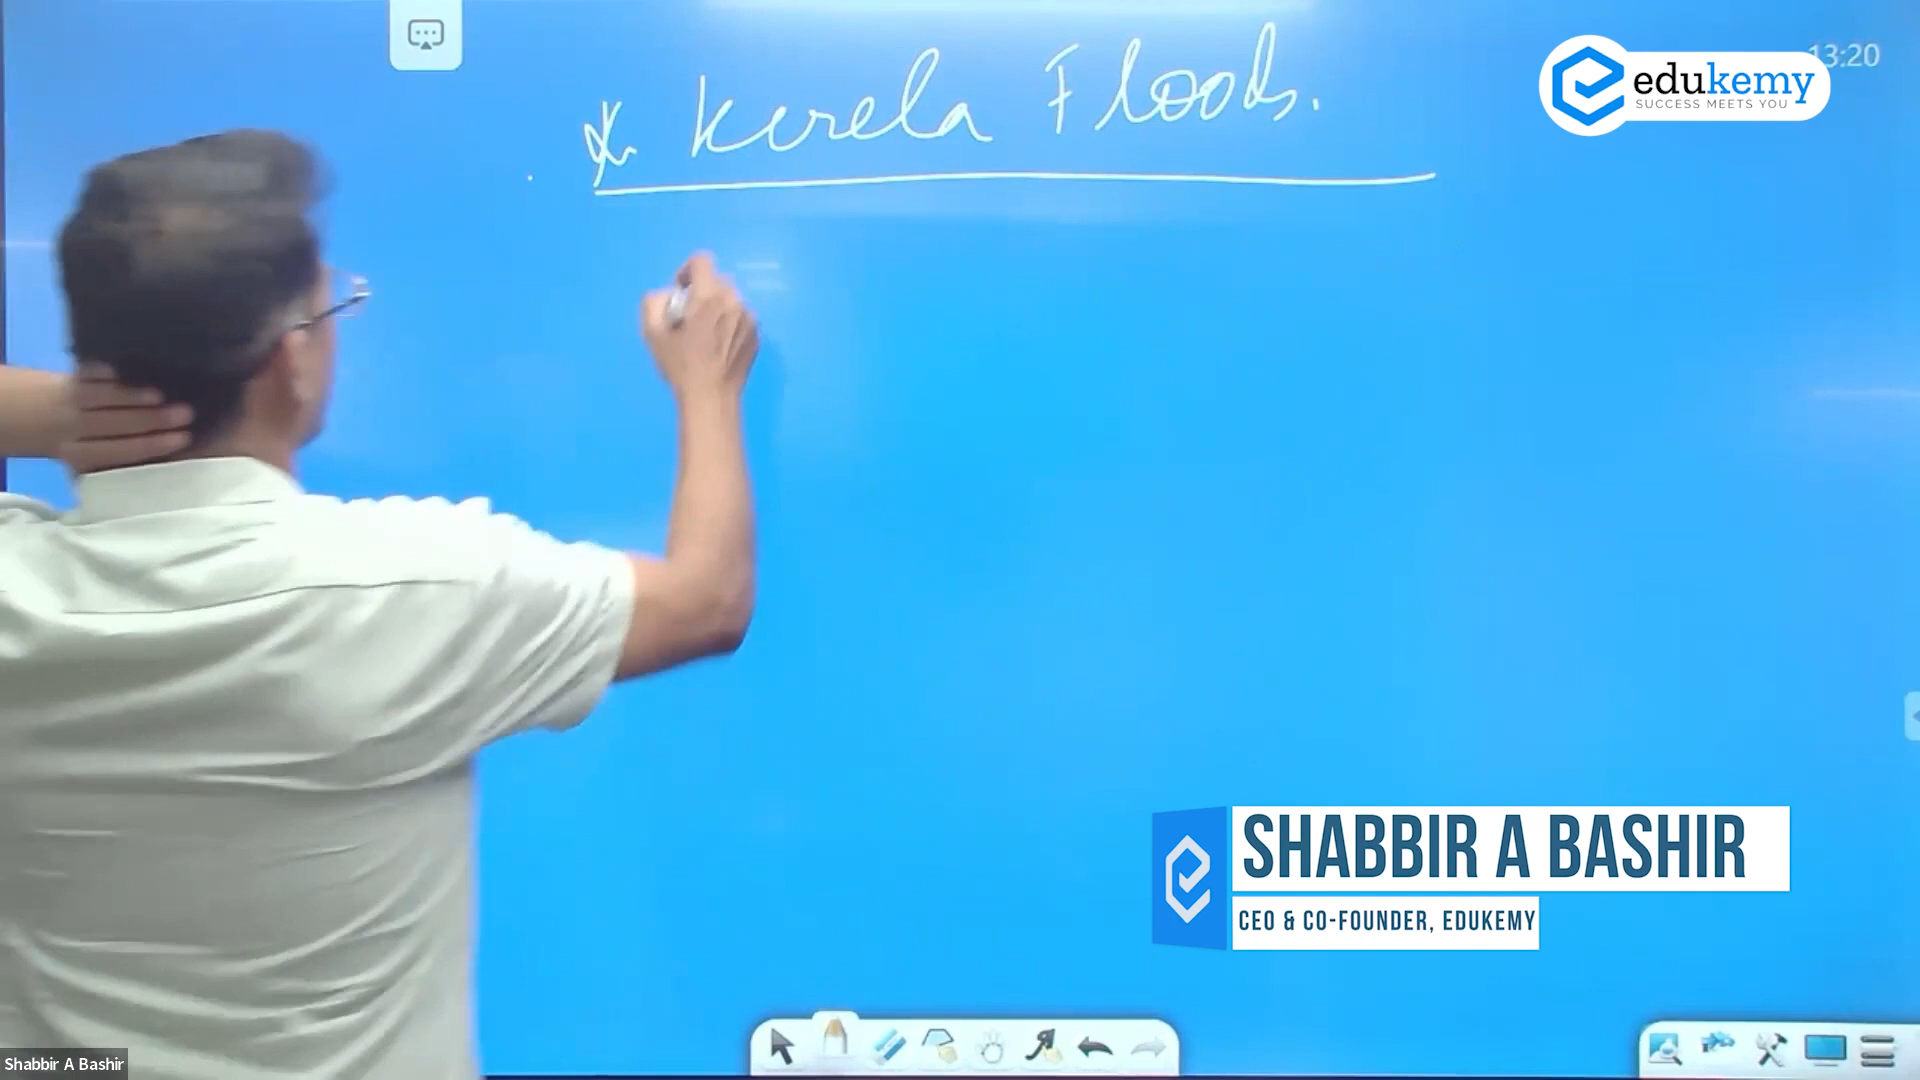 * Kerela Floods.
13:20
edukemy
SUCCESS MEETS YOU
SHABBIR A BASHIR
CEO & CO-FOUNDER, EDUKEMY
Shabbir A Bashir